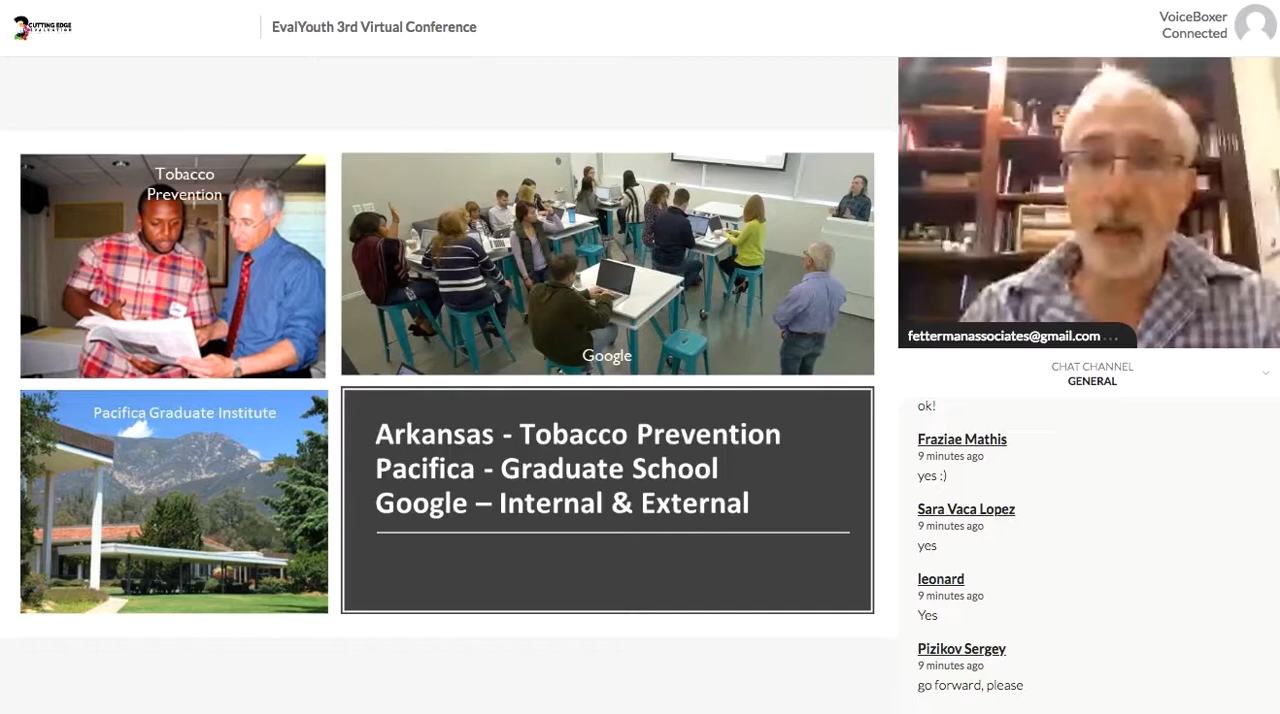 CUTTING EDGE
EvalYouth 3rd Virtual Conference
VoiceBoxer
Connected
Tobacco
Prevention
Google
Pacifica Graduate Institute
Arkansas - Tobacco Prevention
Pacifica - Graduate School
Google – Internal & External
fettermanassociates@gmail.com ...
CHAT CHANNEL
GENERAL
ok!
Fraziae Mathis
9 minutes ago
yes :)
Sara Vaca Lopez
9 minutes ago
yes
leonard
9 minutes ago
Yes
Pizikov Sergey
9 minutes ago
go forward, please